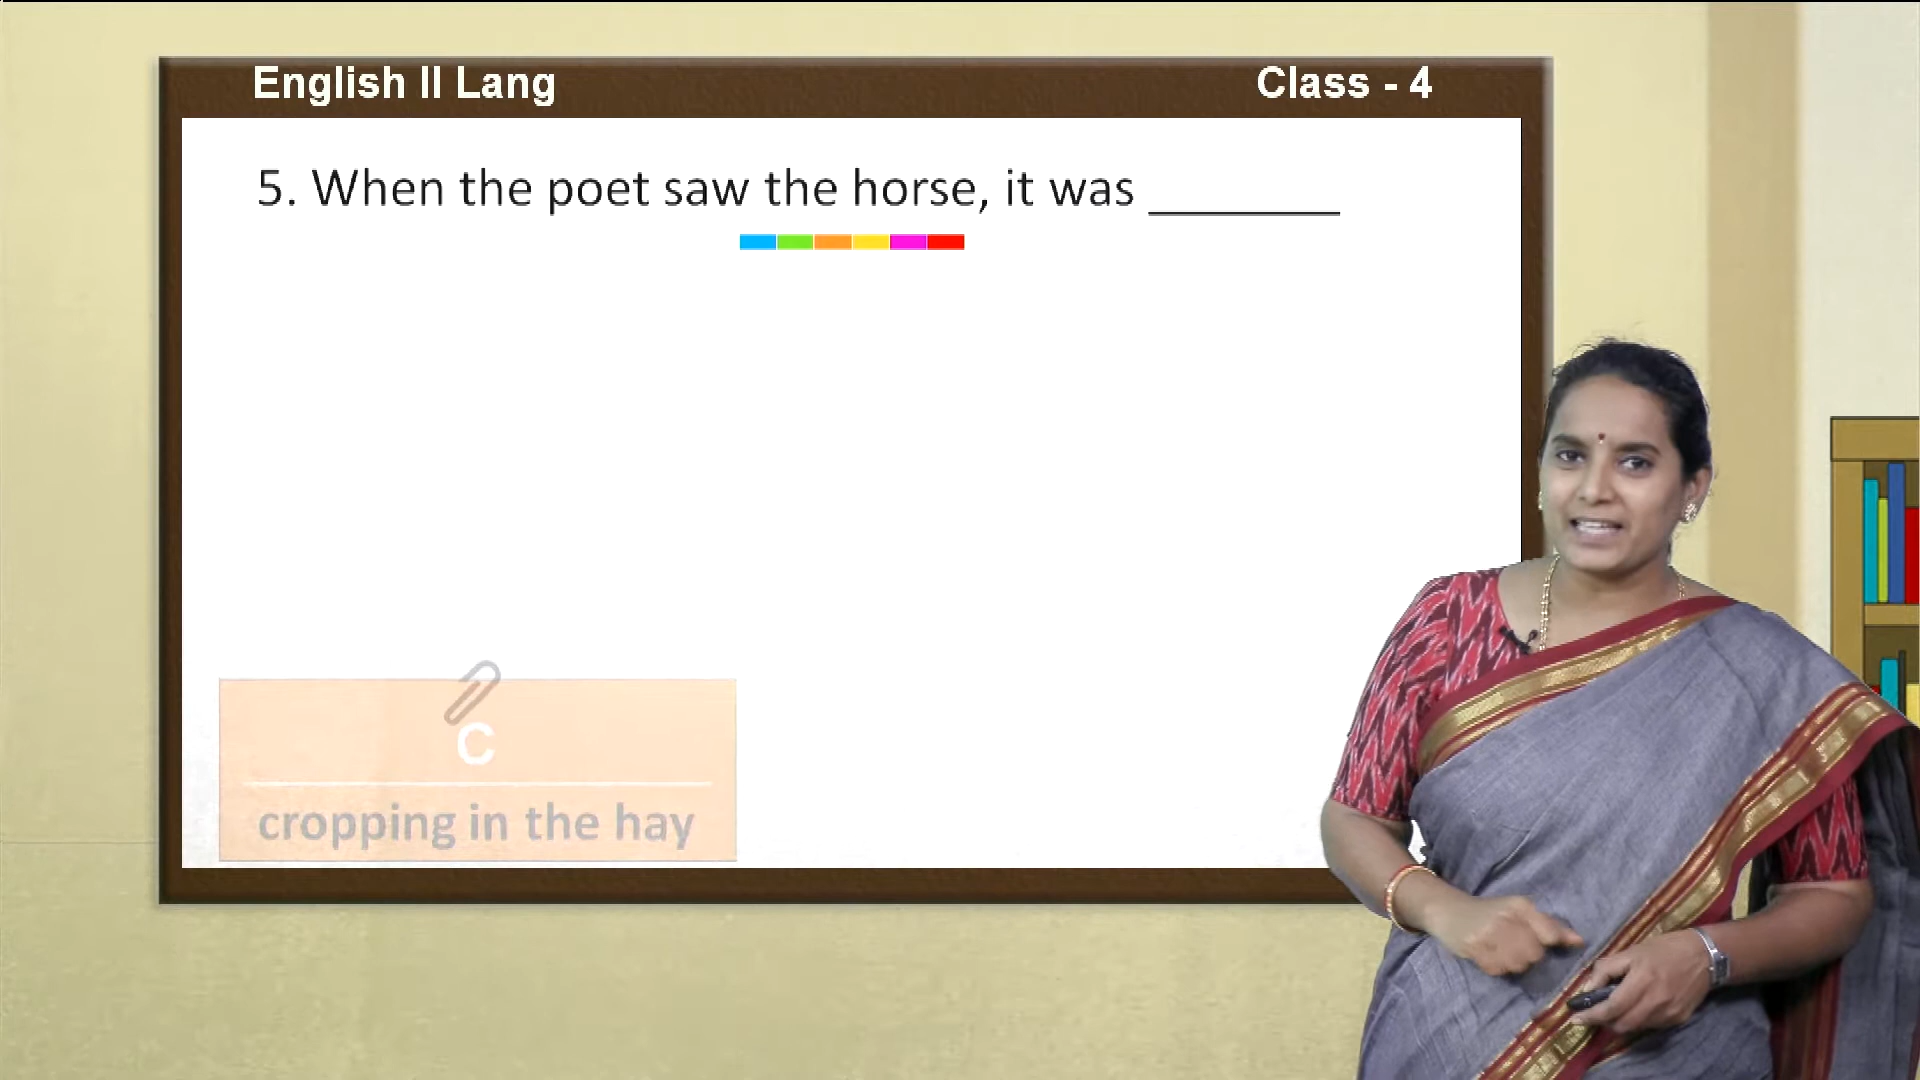 English II Lang
Class - 4
5. When the poet saw the horse, it was ________
C
cropping in the hay